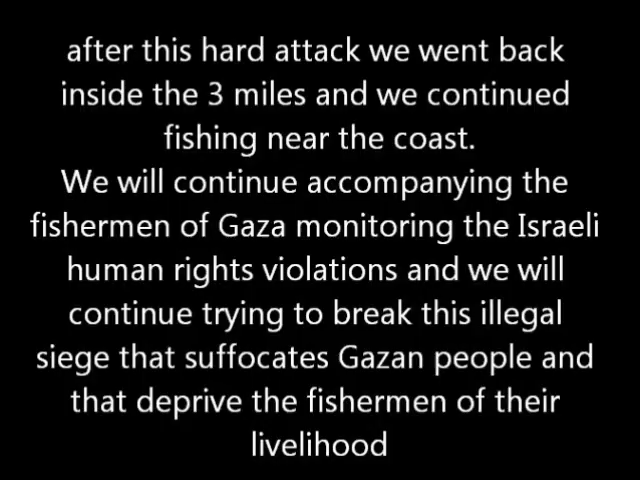 after this hard attack we went back
inside the 3 miles and we continued
fishing near the coast.
We will continue accompanying the
fishermen of Gaza monitoring the Israeli
human rights violations and we will
continue trying to break this illegal
siege that suffocates Gazan people and
that deprive the fishermen of their
livelihood